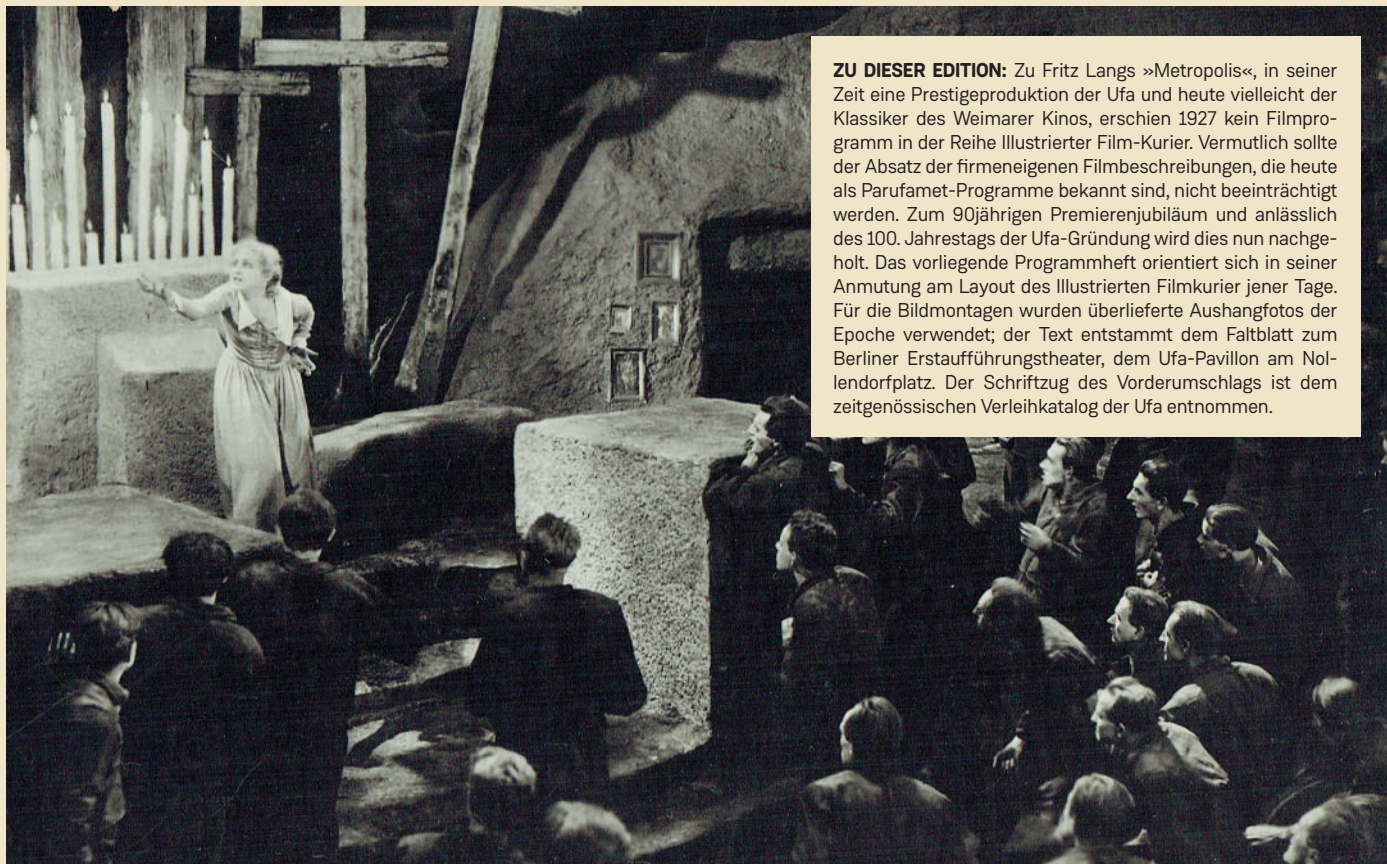 ZU DIESER EDITION: Zu Fritz Langs »Metropolis«, in seiner
Zeit eine Prestigeproduktion der Ufa und heute vielleicht der
Klassiker des Weimarer Kinos, erschien 1927 kein Filmpro-
gramm in der Reihe Illustrierter Film-Kurier. Vermutlich sollte
der Absatz der firmeneigenen Filmbeschreibungen, die heute
als Parufamet-Programme bekannt sind, nicht beeinträchtigt
werden. Zum 90jährigen Premierenjubiläum und anlässlich
des 100. Jahrestags der Ufa-Gründung wird dies nun nachge-
holt. Das vorliegende Programmheft orientiert sich in seiner
Anmutung am Layout des Illustrierten Filmkurier jener Tage.
Für die Bildmontagen wurden überlieferte Aushangfotos der
Epoche verwendet; der Text entstammt dem Faltblatt zum
Berliner Erstaufführungstheater, dem Ufa-Pavillon am Nol-
lendorfplatz. Der Schriftzug des Vorderumschlags ist dem
zeitgenössischen Verleihkatalog der Ufa entnommen.